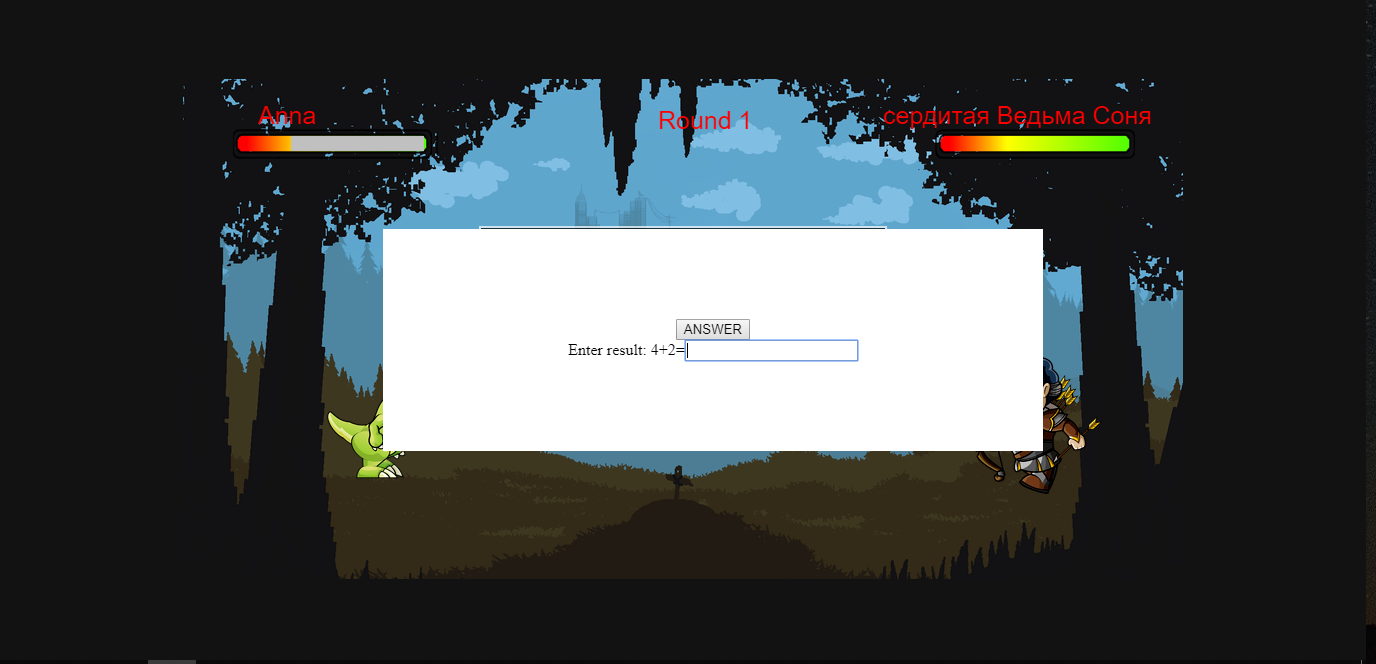 Anna
Round 1
сердитая Ведьма Соня
ANSWER
Enter result: 4+2=